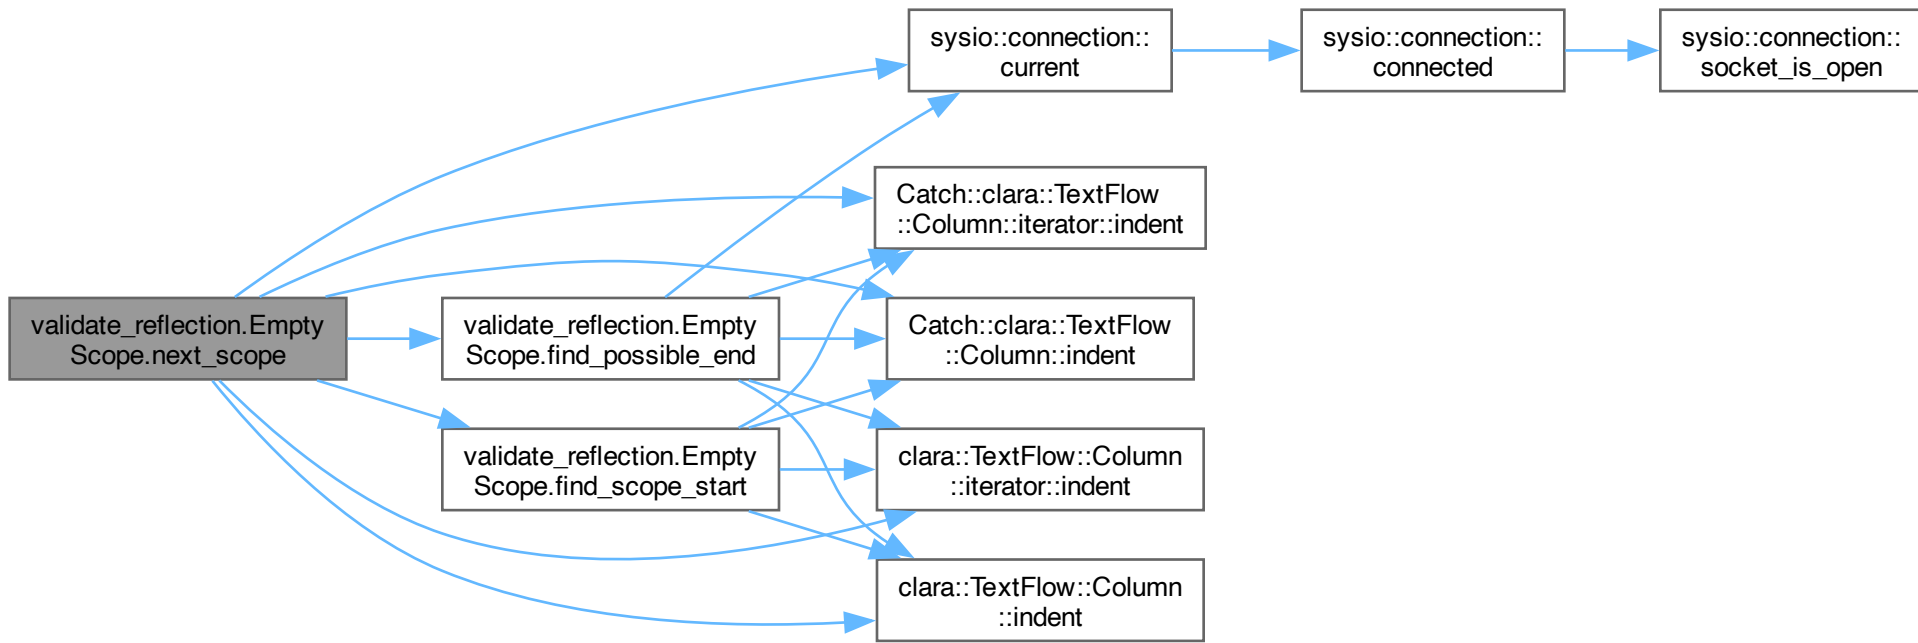 validate_reflection.Empty
Scope.next_scope
validate_reflection.Empty
Scope.find_possible_end
validate_reflection.Empty
Scope.find_scope_start
sysio::connection::
current
sysio::connection::
connected
sysio::connection::
socket_is_open
Catch::clara::TextFlow
::Column::iterator::indent
Catch::clara::TextFlow
::Column::indent
clara::TextFlow::Column
::iterator::indent
clara::TextFlow::Column
::indent